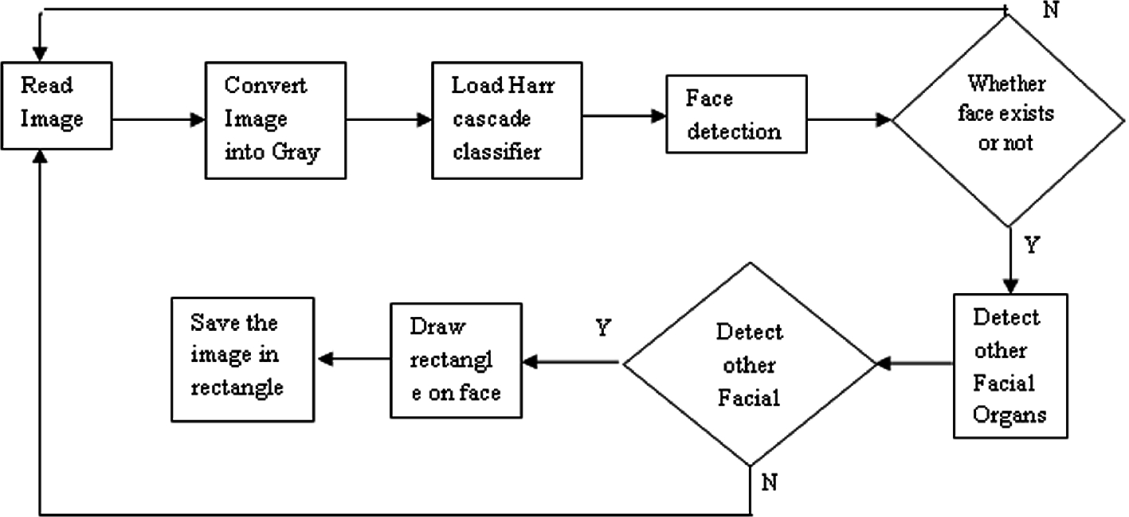 N
Read
Image
Convert
Image
into Gray
Load Harr
cascade
classifier
Face
detection
Whether
face exists
or not
Y
Save the
image in
rectangle
Draw
rectangl
e on face
Y
Detect
other
Facial
Detect
other
Facial
Organs
N